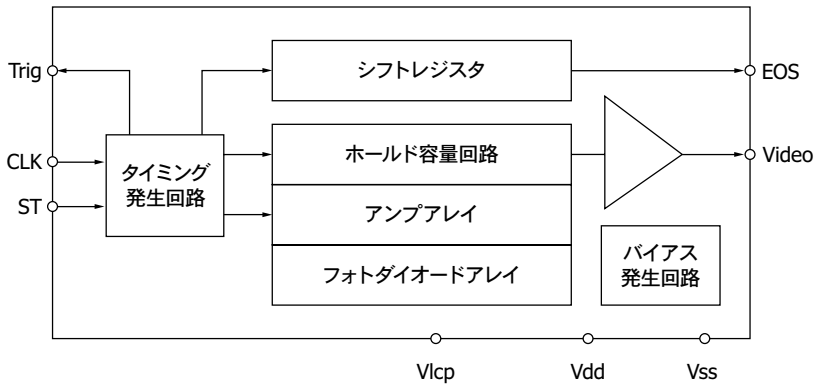 Trig
シフトレジスタ
EOS
CLK
タイミング
発生回路
ホールド容量回路
Video
ST
アンプアレイ
フォトダイオードアレイ
バイアス
発生回路
Vlcp
Vdd
Vss